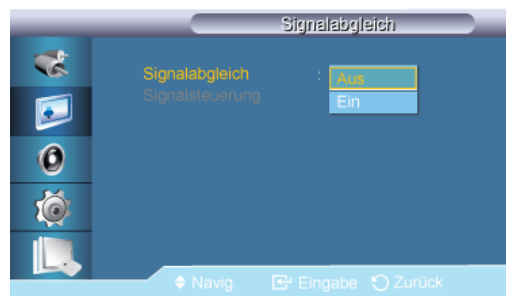 Signalabgleich
Signalabgleich : Aus
Signalsteuerung Ein
Navig. Eingabe Zurück